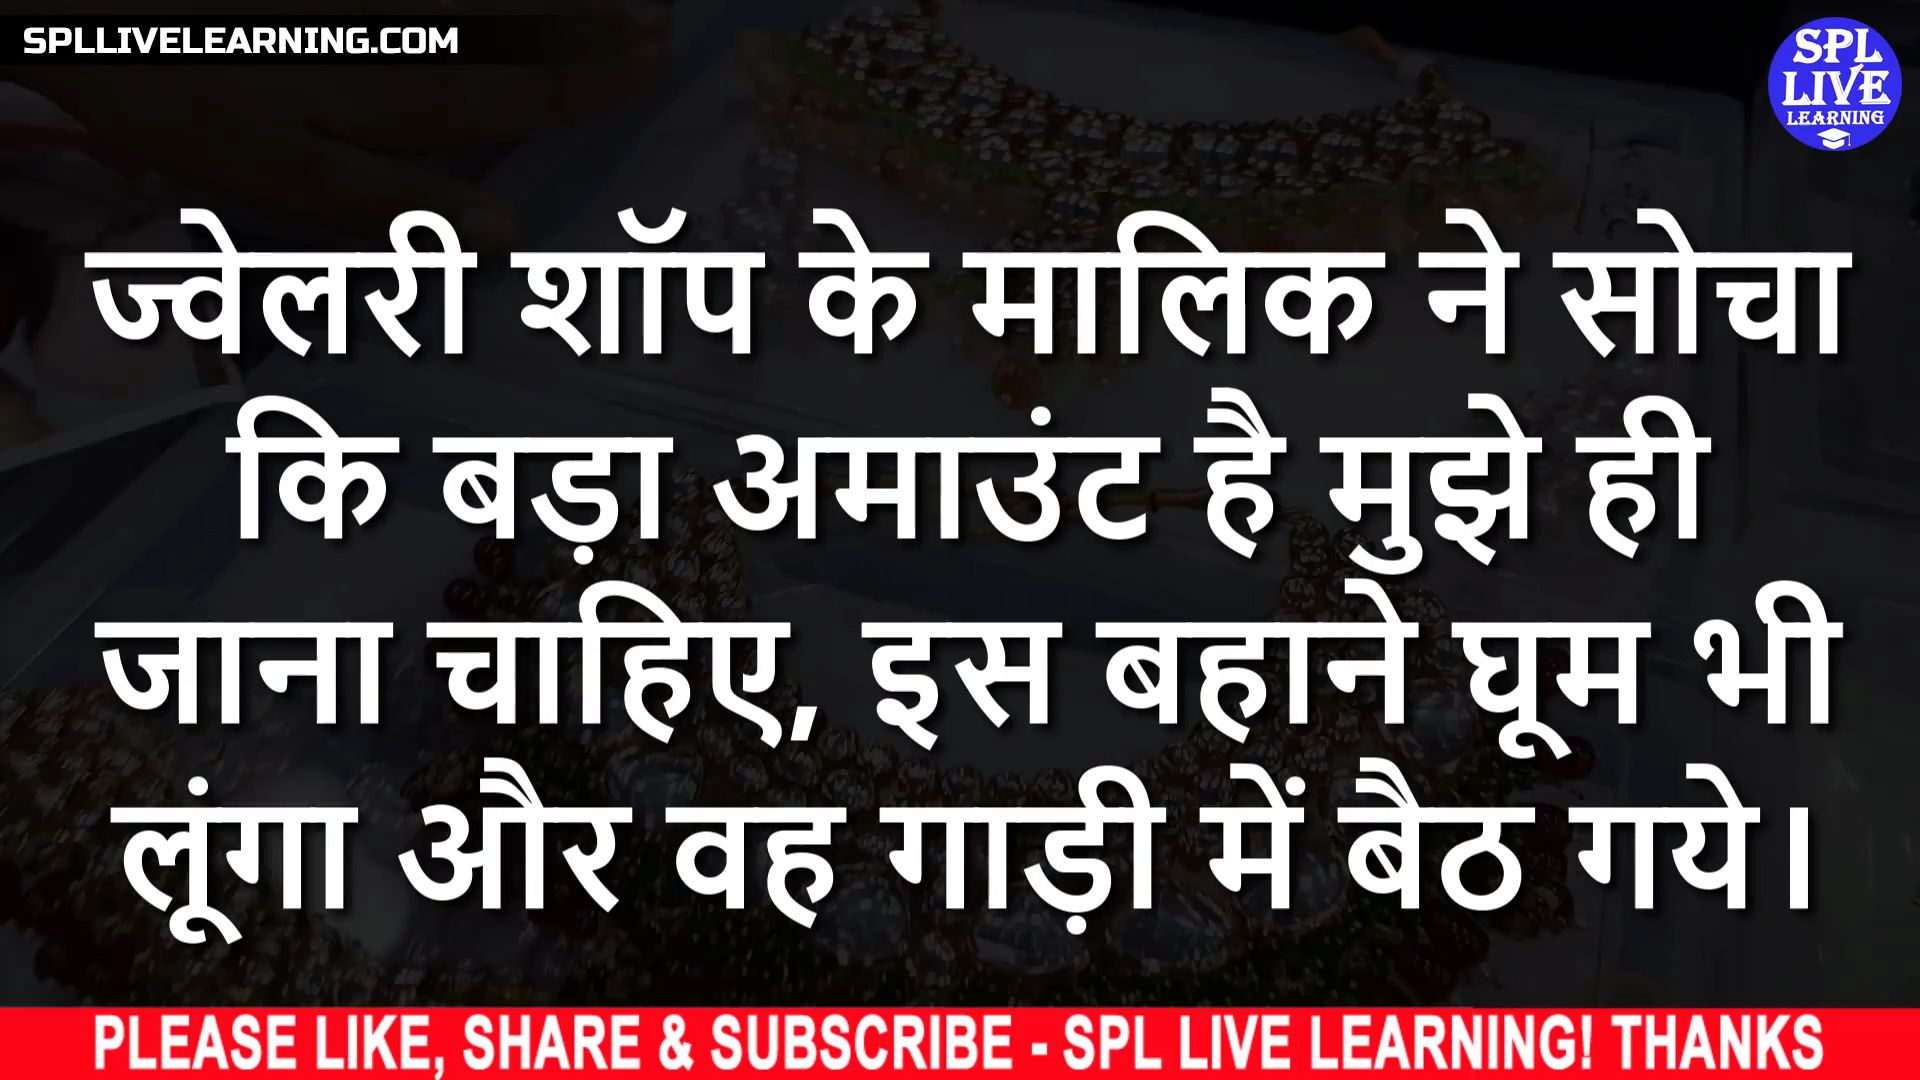 SPLLIVELEARNING.COM
SPL
LIVE
LEARNING
ज्वेलरी शॉप के मालिक ने सोचा
कि बड़ा अमाउंट है मुझे ही
जाना चाहिए, इस बहाने घूम भी
लूंगा और वह गाड़ी में बैठ गये।
PLEASE LIKE, SHARE & SUBSCRIBE - SPL LIVE LEARNING! THANKS